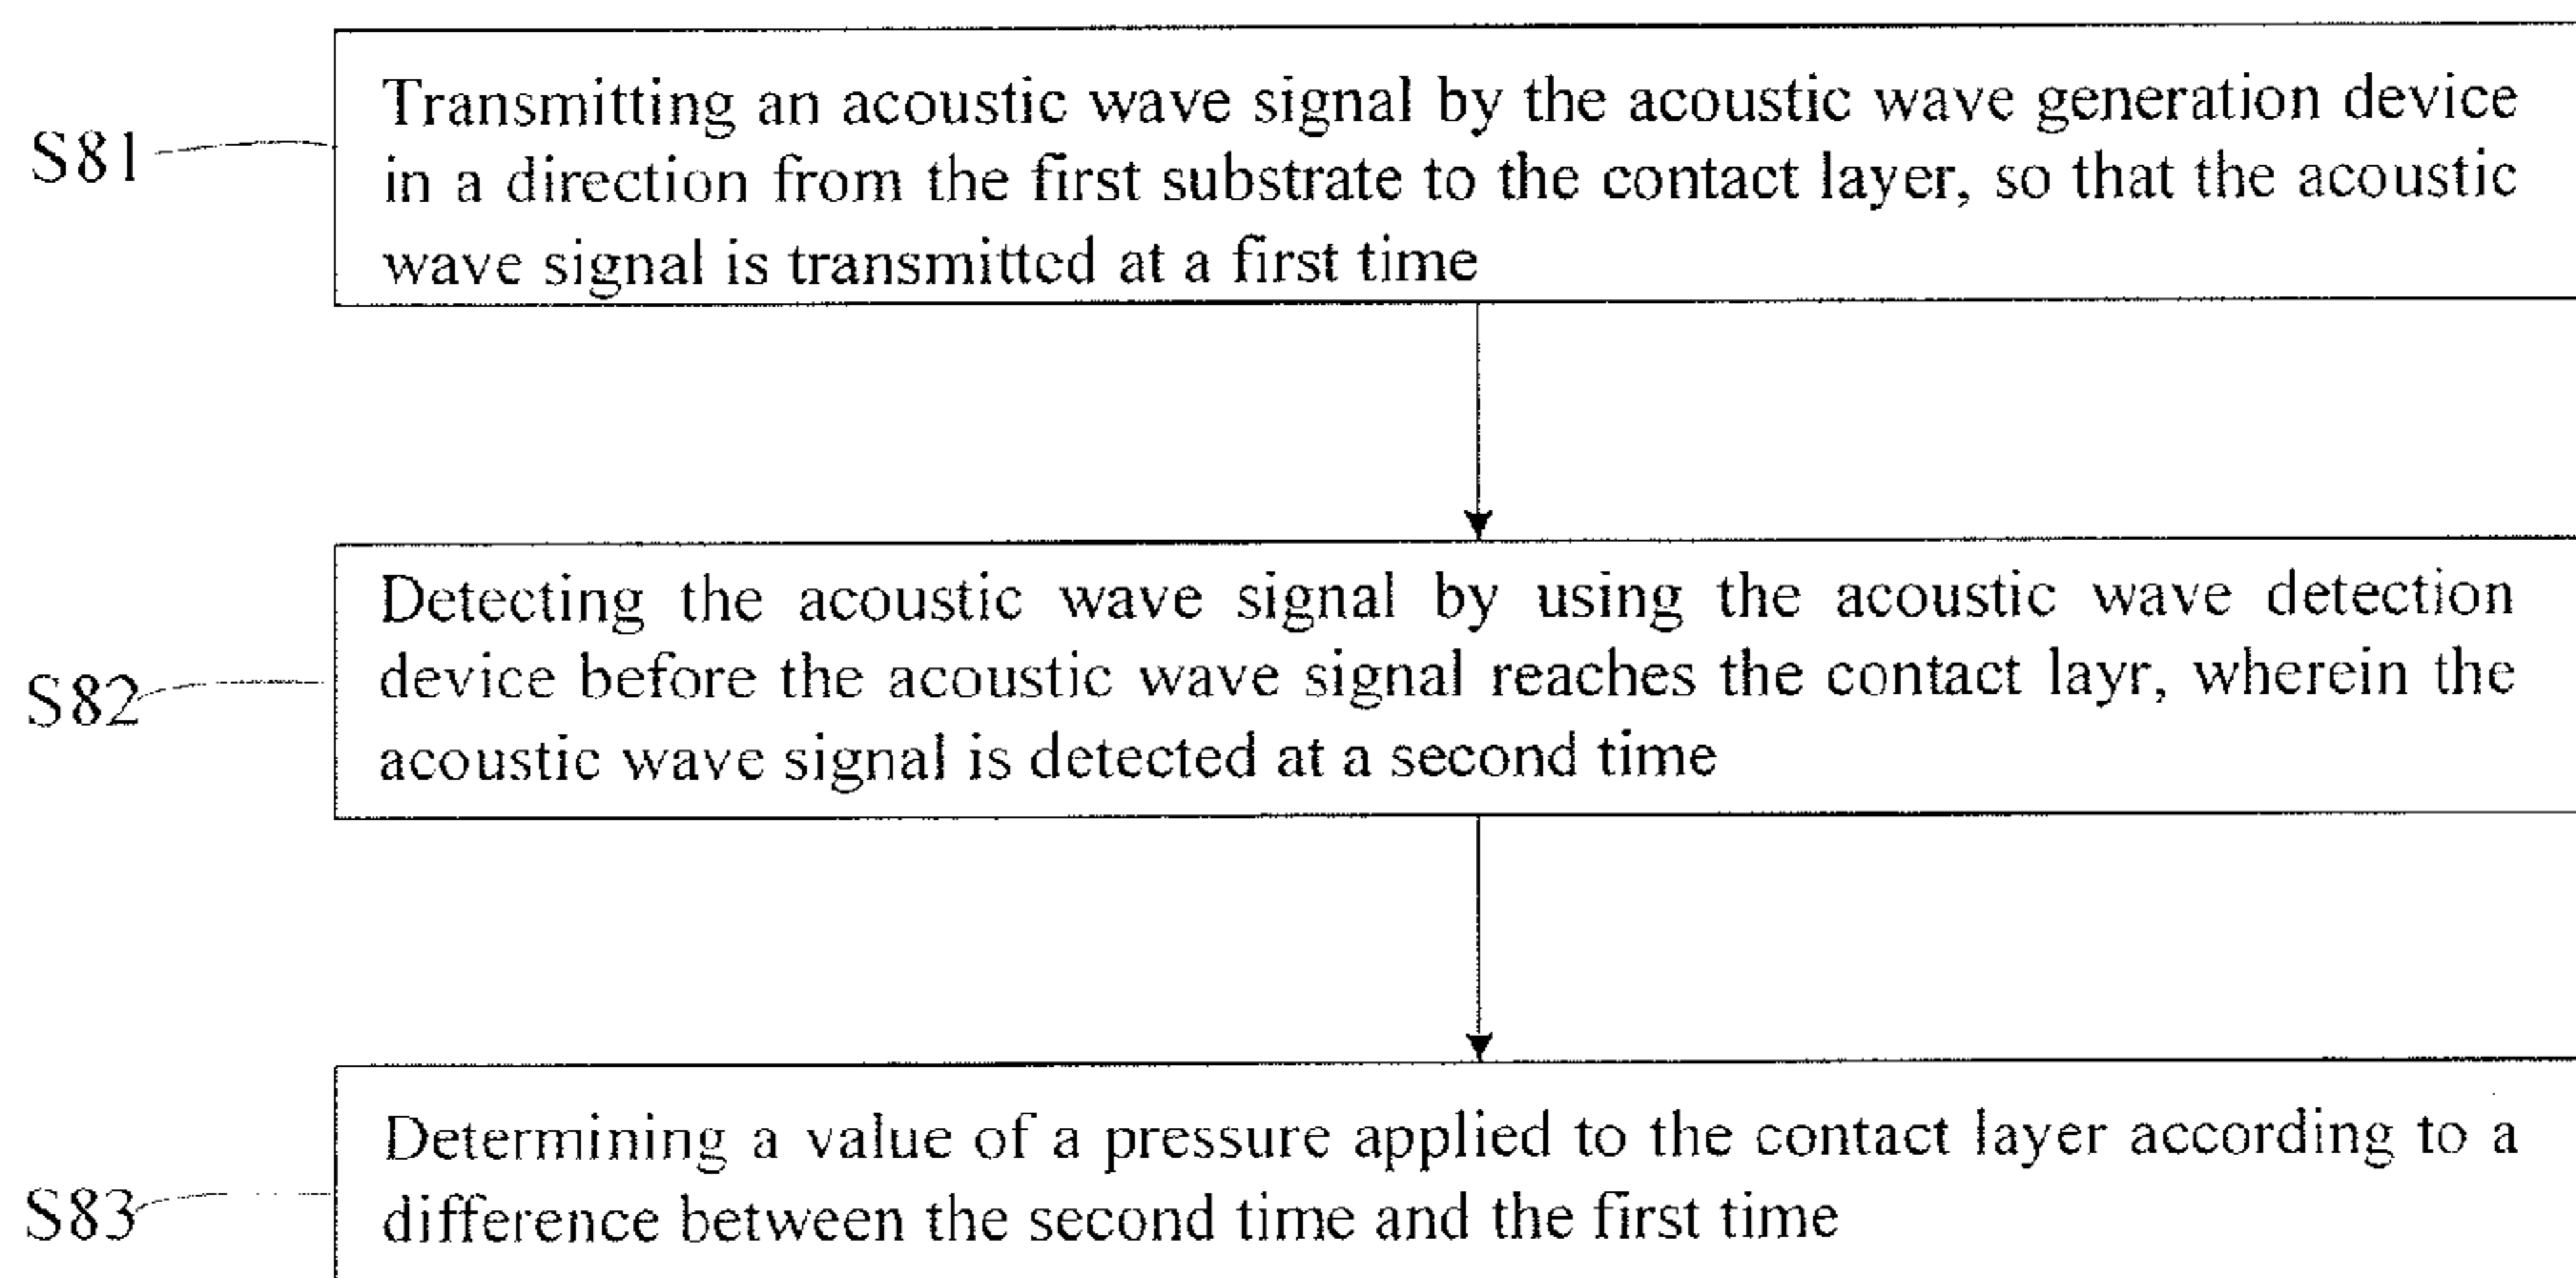 S81
Transmitting an acoustic wave signal by the acoustic wave generation device
in a direction from the first substrate to the contact layer, so that the acoustic
wave signal is transmitted at a first time
S82
Detecting the acoustic wave signal by using the acoustic wave detection
device before the acoustic wave signal reaches the contact layr, wherein the
acoustic wave signal is detected at a second time
S83
Determining a value of a pressure applied to the contact layer according to a
difference between the second time and the first time